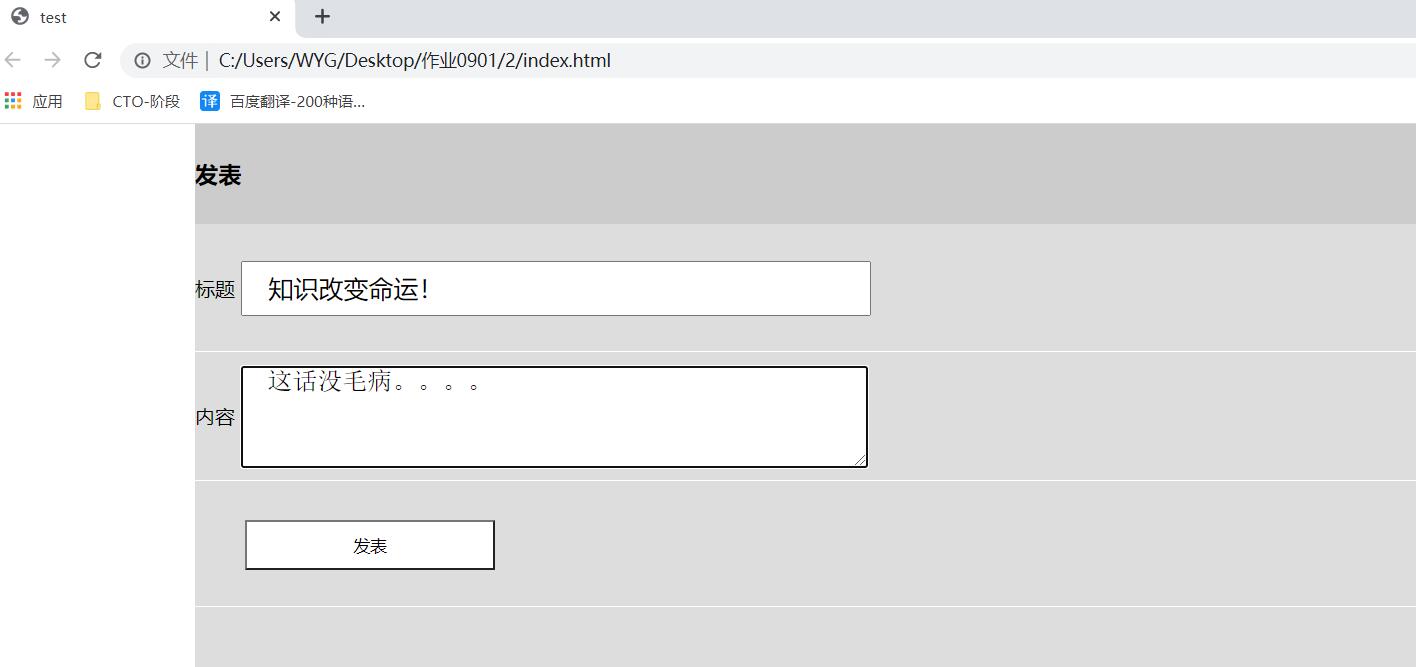 test
文件 | C:/Users/WYG/Desktop/作业0901/2/index.html
应用 CTO-阶段 译 百度翻译-200种语...
发表
标题 知识改变命运！
内容 这话没毛病。。。。
发表